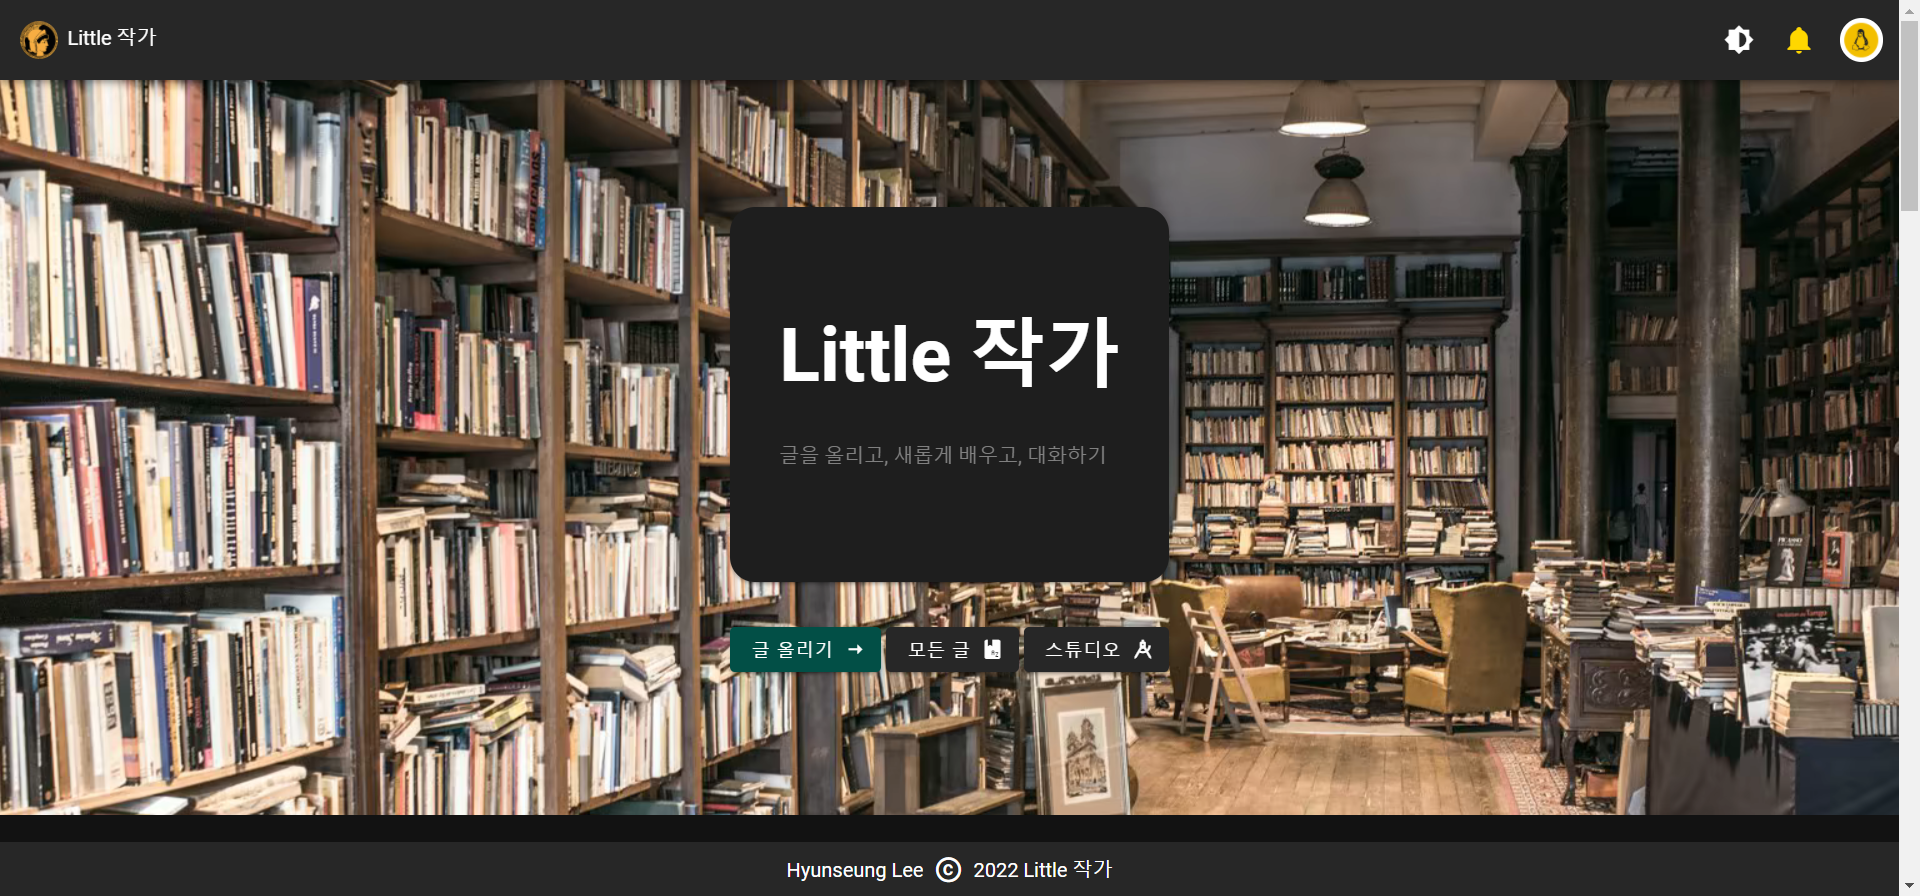 Little 작가
Little 작가
글을 올리고, 새롭게 배우고, 대화하기
글 올리기
모든 글
스튜디오
Hyunseung Lee © 2022 Little 작가